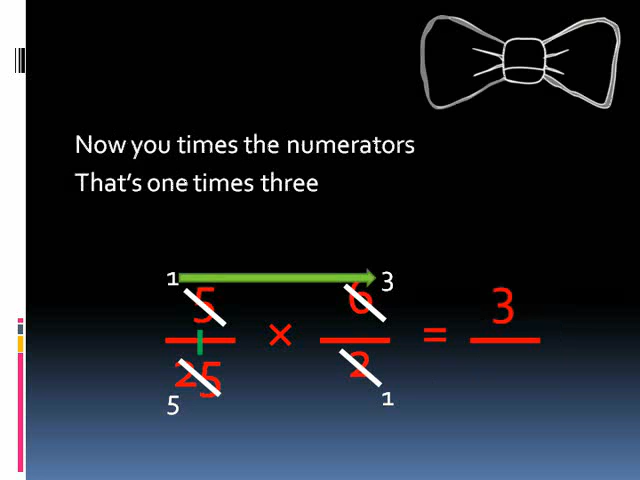 Now you times the numerators
That's one times three
1 3
5 6 3
× =
25 2
5 1